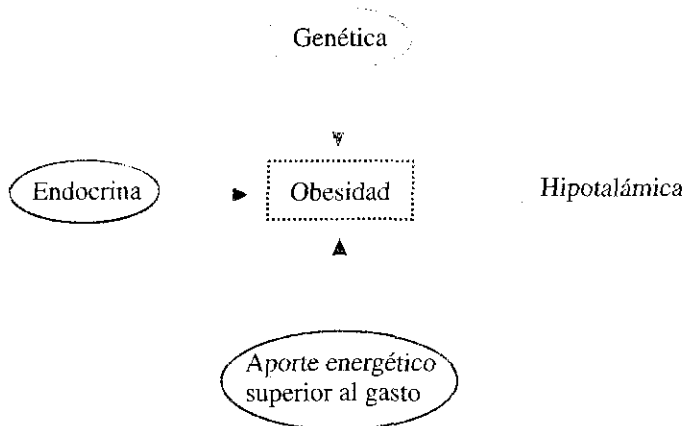 Genética
Endocrina
Obesidad
Hipotalámica
Aporte energético
superior al gasto